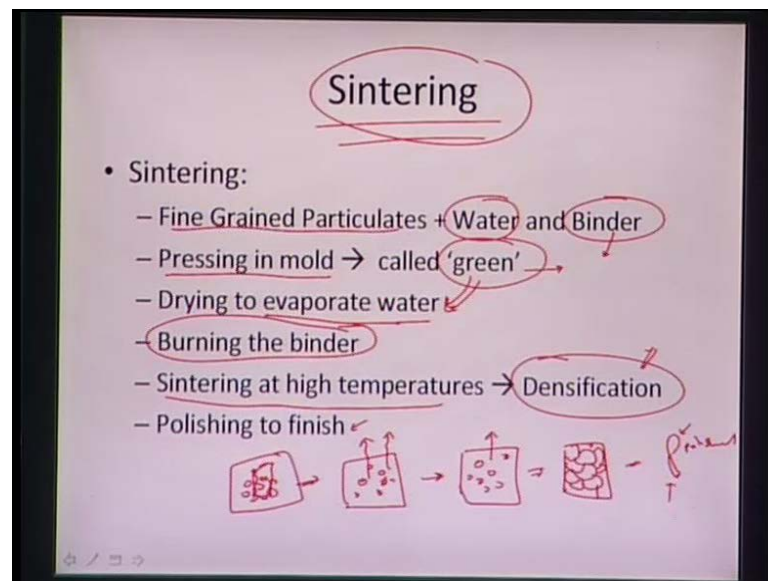 Sintering
• Sintering:
– Fine Grained Particulates + Water and Binder
– Pressing in mold → called 'green'
– Drying to evaporate water
– Burning the binder
– Sintering at high temperatures → Densification
– Polishing to finish